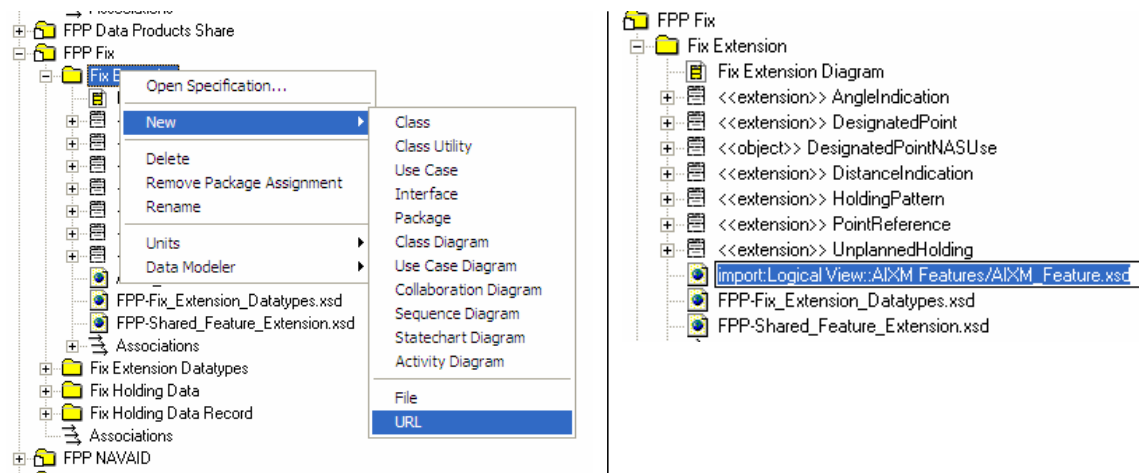 FPP Data Products Share
FPP Fix
Fix E
Open Specification...
New
Delete
Remove Package Assignment
Rename
Units
Data Modeler
Class
Class Utility
Use Case
Interface
Package
Class Diagram
Use Case Diagram
Collaboration Diagram
Sequence Diagram
Statechart Diagram
Activity Diagram
File
URL
FPP-Fix_Extension_Datatypes.xsd
FPP-Shared_Feature_Extension.xsd
Associations
Fix Extension Datatypes
Fix Holding Data
Fix Holding Data Record
Associations
FPP NAVAID
FPP Fix
Fix Extension
Fix Extension Diagram
<<extension>> AngleIndication
<<extension>> DesignatedPoint
<<object>> DesignatedPointNASUse
<<extension>> DistanceIndication
<<extension>> HoldingPattern
<<extension>> PointReference
<<extension>> UnplannedHolding
import:Logical View::AIXM Features/AIXM_Feature.xsd
FPP-Fix_Extension_Datatypes.xsd
FPP-Shared_Feature_Extension.xsd